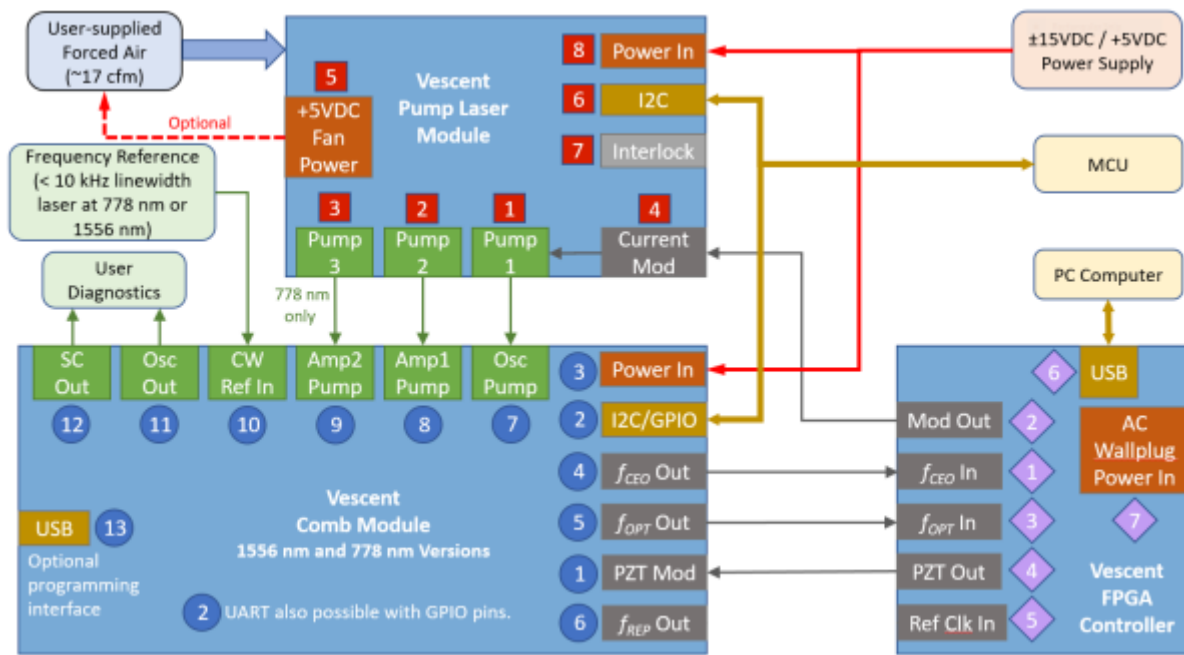 User-supplied
Forced Air
(~17 cfm)
Optional
5
+5VDC
Fan
Power
Vescent
Pump Laser
Module
8
Power In
6
I2C
7
Interlock
±15VDC / +5VDC
Power Supply
MCU
Frequency Reference
(< 10 kHz linewidth
laser at 778 nm or
1556 nm)
3
Pump
3
2
Pump
2
1
Pump
1
4
Current
Mod
User
Diagnostics
778 nm
only
PC Computer
SC
Out
12
Osc
Out
11
CW
Ref In
10
Amp2
Pump
9
Amp1
Pump
8
Osc
Pump
7
3
Power In
2
I2C/GPIO
4
fCEO Out
5
fOPT Out
1
PZT Mod
6
fREP Out
Vescent
Comb Module
1556 nm and 778 nm Versions
USB
13
Optional
programming
interface
2
UART also possible with GPIO pins.
6
USB
Mod Out
2
fCEO In
1
fOPT In
3
PZT Out
4
Ref Clk In
5
AC
Wallplug
Power In
7
Vescent
FPGA
Controller